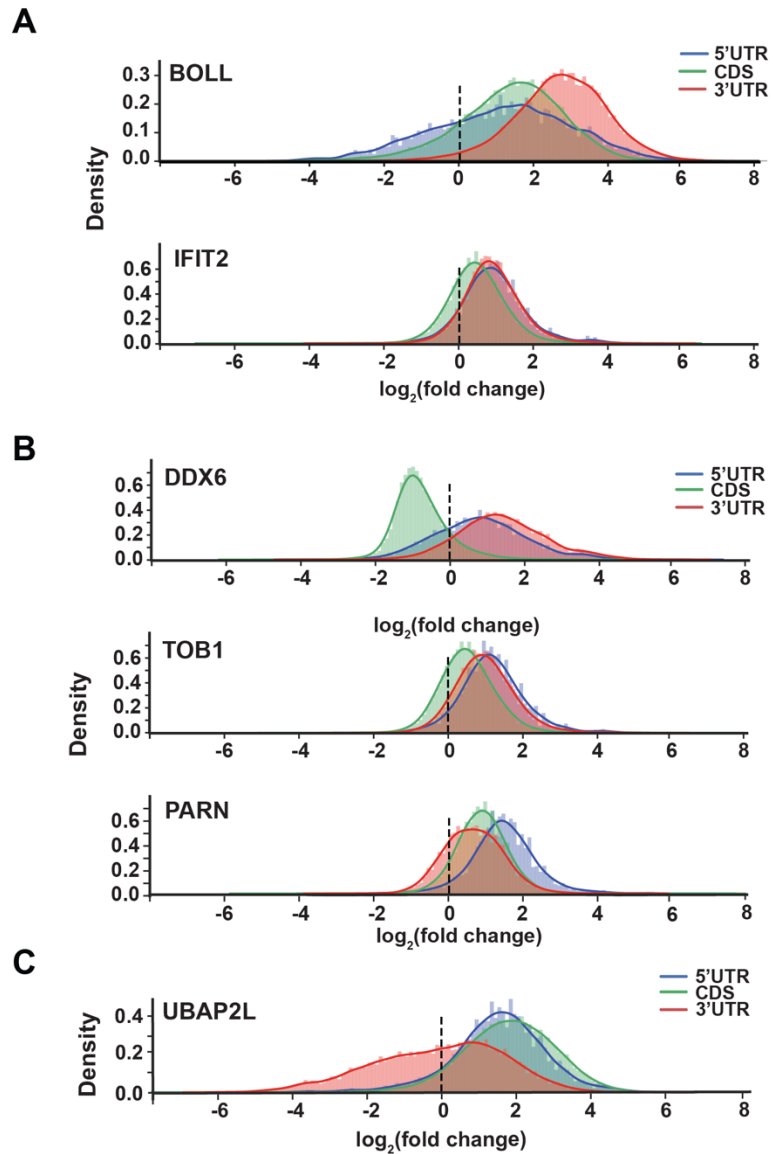 A
BOLL
5'UTR
CDS
3'UTR
0.3
0.2
0.1
0.0
-6 -4 -2 0 2 4 6 8
Density
IFIT2
0.6
0.4
0.2
0.0
-6 -4 -2 0 2 4 6 8
log2(fold change)
B
DDX6
5'UTR
CDS
3'UTR
0.6
0.4
0.2
0.0
-6 -4 -2 0 2 4 6 8
log2(fold change)
TOB1
0.6
0.4
0.2
0.0
-6 -4 -2 0 2 4 6 8
Density
PARN
0.6
0.4
0.2
0.0
-6 -4 -2 0 2 4 6 8
log2(fold change)
C
UBAP2L
5'UTR
CDS
3'UTR
0.4
0.2
0.0
Density
-6 -4 -2 0 2 4 6 8
log2(fold change)